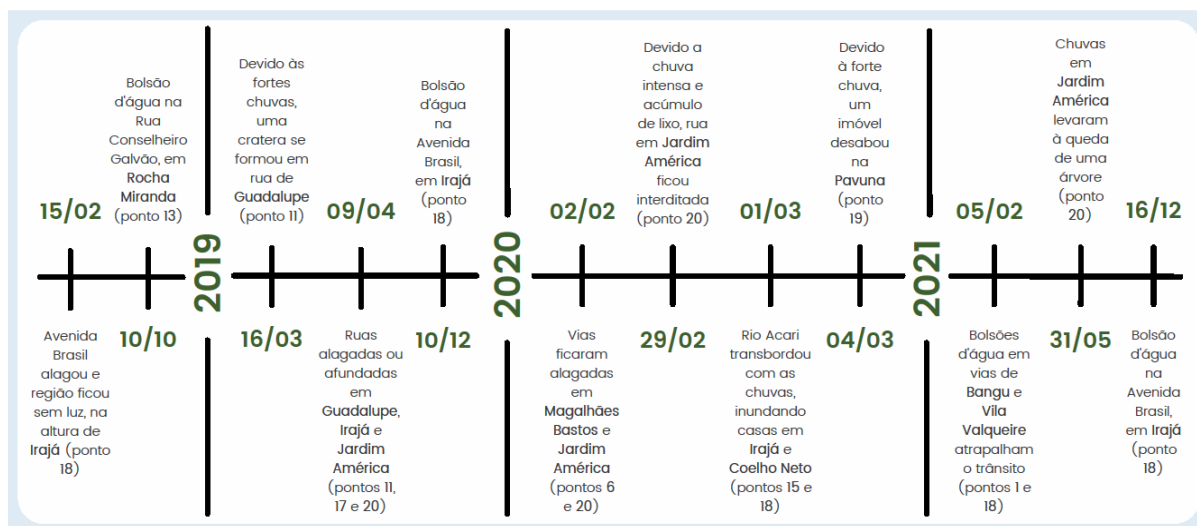 15/02
Avenida
Brasil
alagou e
região ficou
sem luz, na
altura de
Irajá (ponto
18)
Bolsão
d'água na
Rua
Conselheiro
Galvão, em
Rocha
Miranda
(ponto 13)
10/10
2019
Devido às
fortes
chuvas,
uma
cratera se
formou em
rua de
Guadalupe
(ponto 11)
16/03
09/04
Ruas
alagadas ou
afundadas
em
Guadalupe,
Irajá e
Jardim
América
(pontos 11,
17 e 20)
Bolsão
d'água
na
Avenida
Brasil,
em Irajá
(ponto
18)
10/12
2020
02/02
Vias
ficaram
alagadas
em
Magalhães
Bastos e
Jardim
América
(pontos 6
e 20)
Devido a
chuva
intensa e
acúmulo
de lixo, rua
em Jardim
América
ficou
interditada
(ponto 20)
29/02
01/03
Rio Acari
transbordou
com as
chuvas,
inundando
casas em
Irajá e
Coelho Neto
(pontos 15 e
18)
Devido
à forte
chuva,
um
imóvel
desabou
na
Pavuna
(ponto
19)
04/03
2021
05/02
Bolsões
d'água em
vias de
Bangu e
Vila
Valqueire
atrapalham
o trânsito
(pontos 1 e
18)
Chuvas
em
Jardim
América
levaram
à queda
de uma
árvore
(ponto
20)
31/05
16/12
Bolsão
d'água
na
Avenida
Brasil,
em Irajá
(ponto
18)